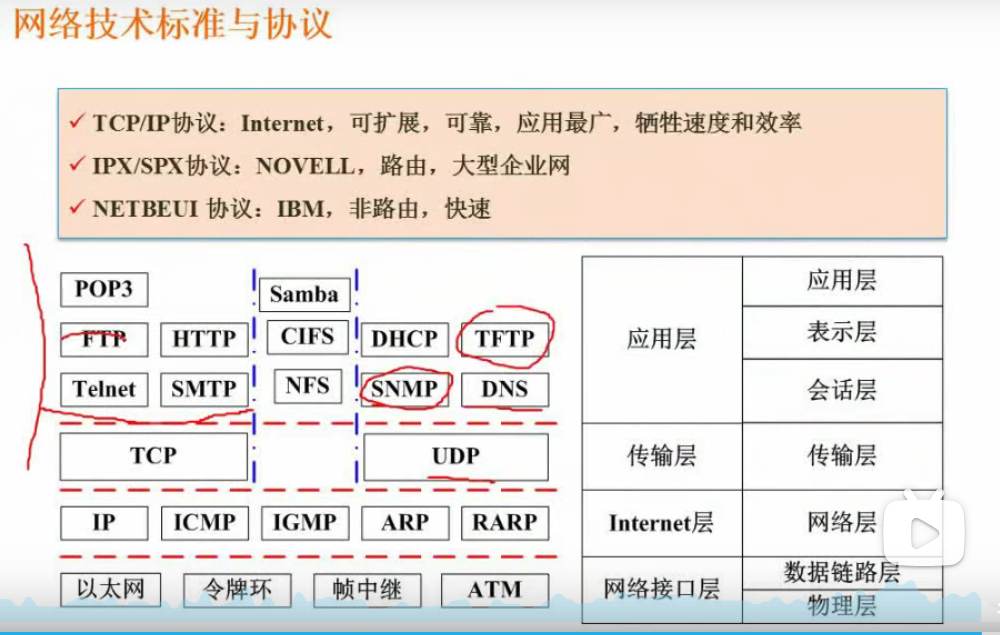 网络技术标准与协议
TCP/IP协议：Internet，可扩展，可靠，应用最广，牺牲速度和效率
IPX/SPX协议：NOVELL，路由，大型企业网
NETBEUI 协议：IBM，非路由，快速
POP3
Samba
FTP HTTP CIFS DHCP TFTP
Telnet SMTP NFS SNMP DNS
TCP UDP
IP ICMP IGMP ARP RARP
以太网 令牌环 帧中继 ATM
应用层 应用层
表示层
会话层
传输层 传输层
Internet层 网络层
网络接口层 数据链路层
物理层